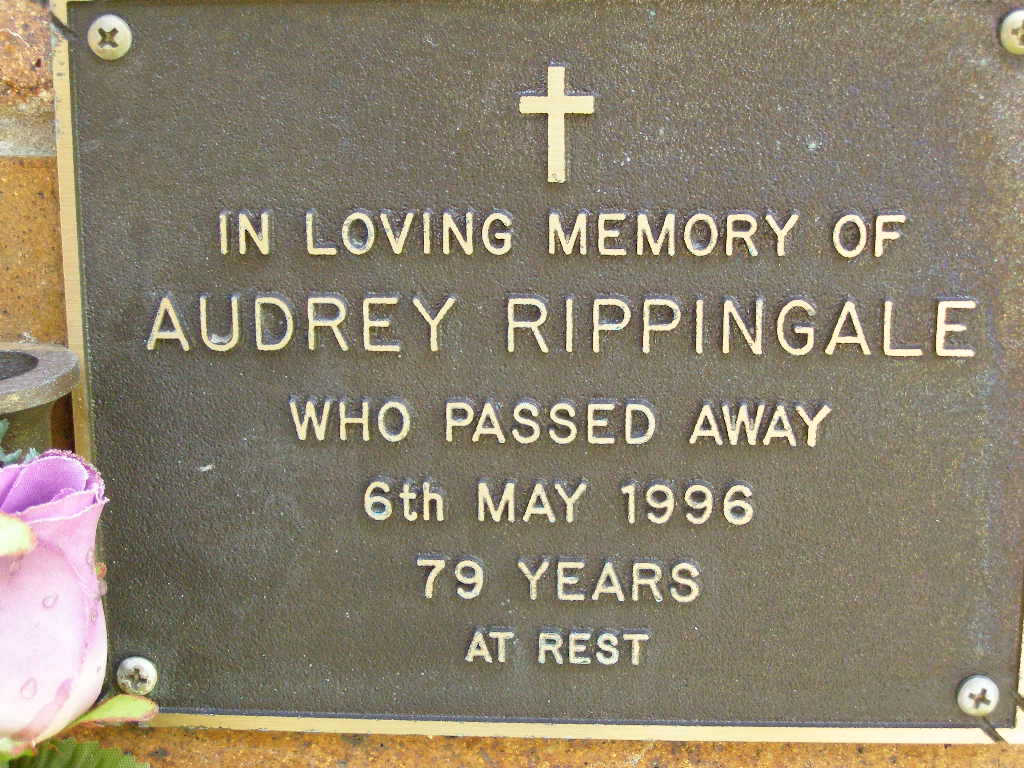 IN LOVING MEMORY OF
AUDREY RIPPINGALE
WHO PASSED AWAY
6th MAY 1996
79 YEARS
AT REST